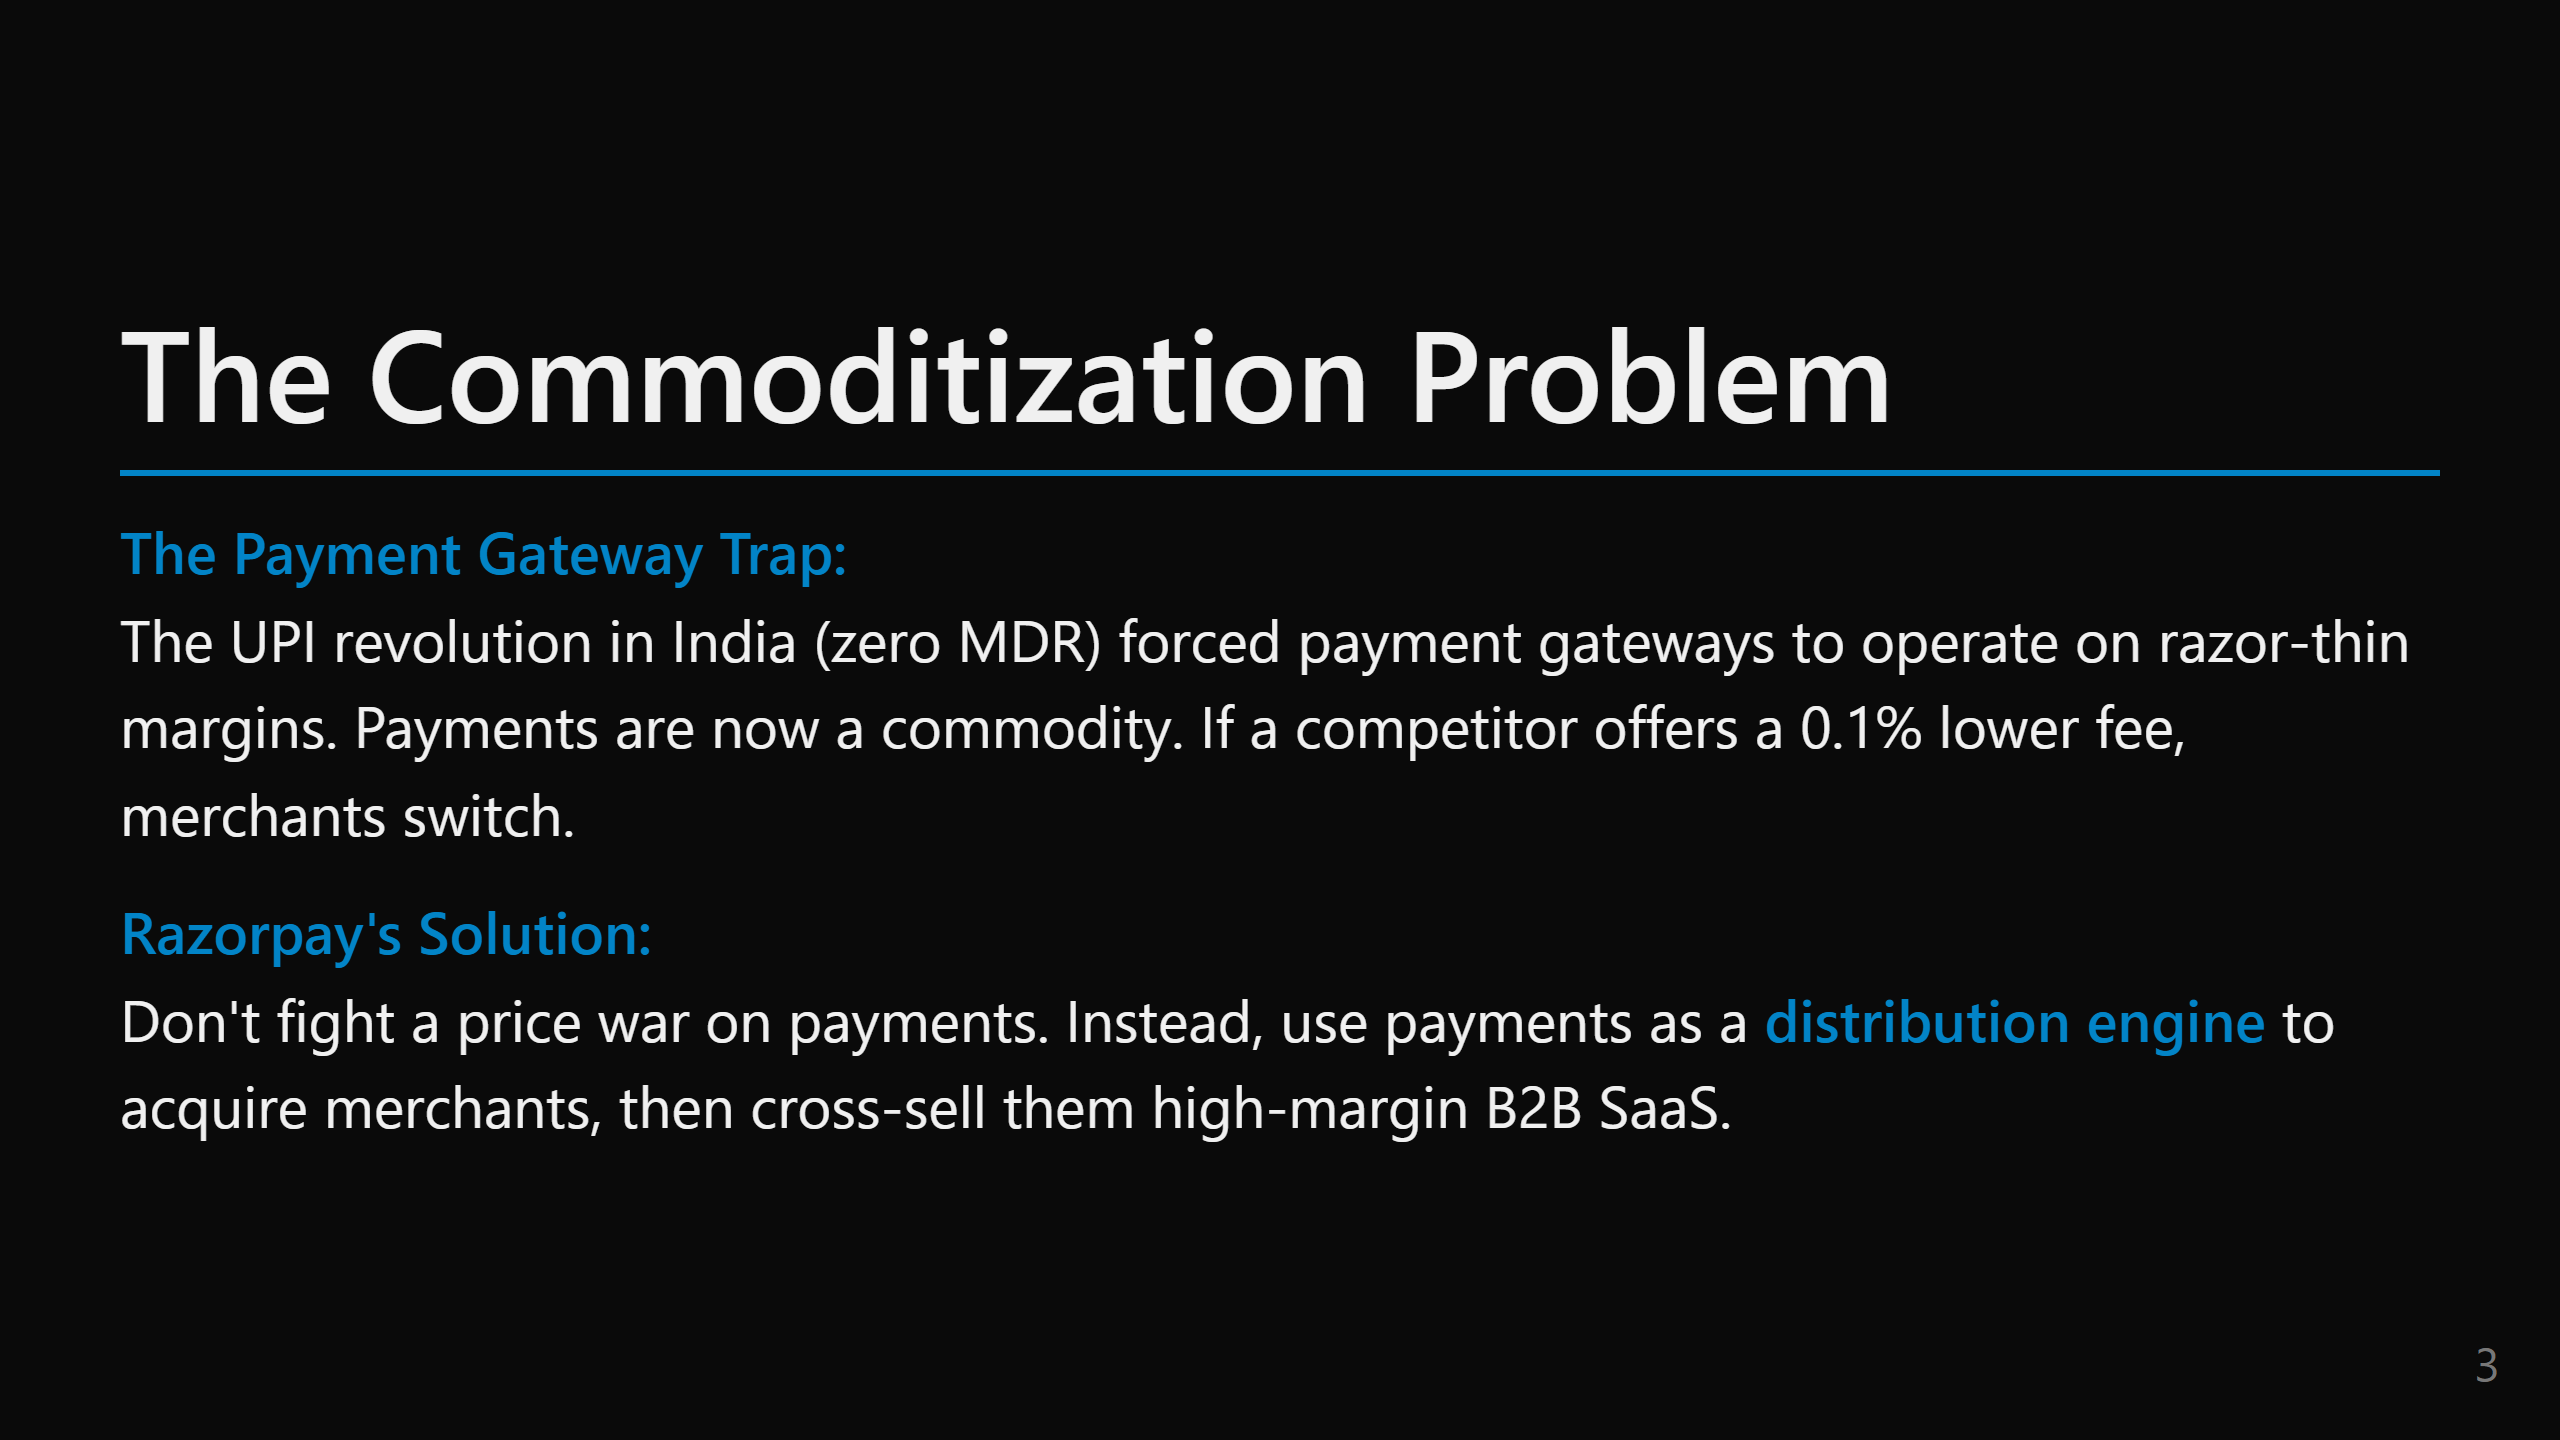 The Commoditization Problem
The Payment Gateway Trap:
The UPI revolution in India (zero MDR) forced payment gateways to operate on razor-thin
margins. Payments are now a commodity. If a competitor offers a 0.1% lower fee,
merchants switch.
Razorpay's Solution:
Don't fight a price war on payments. Instead, use payments as a distribution engine to
acquire merchants, then cross-sell them high-margin B2B SaaS.
3